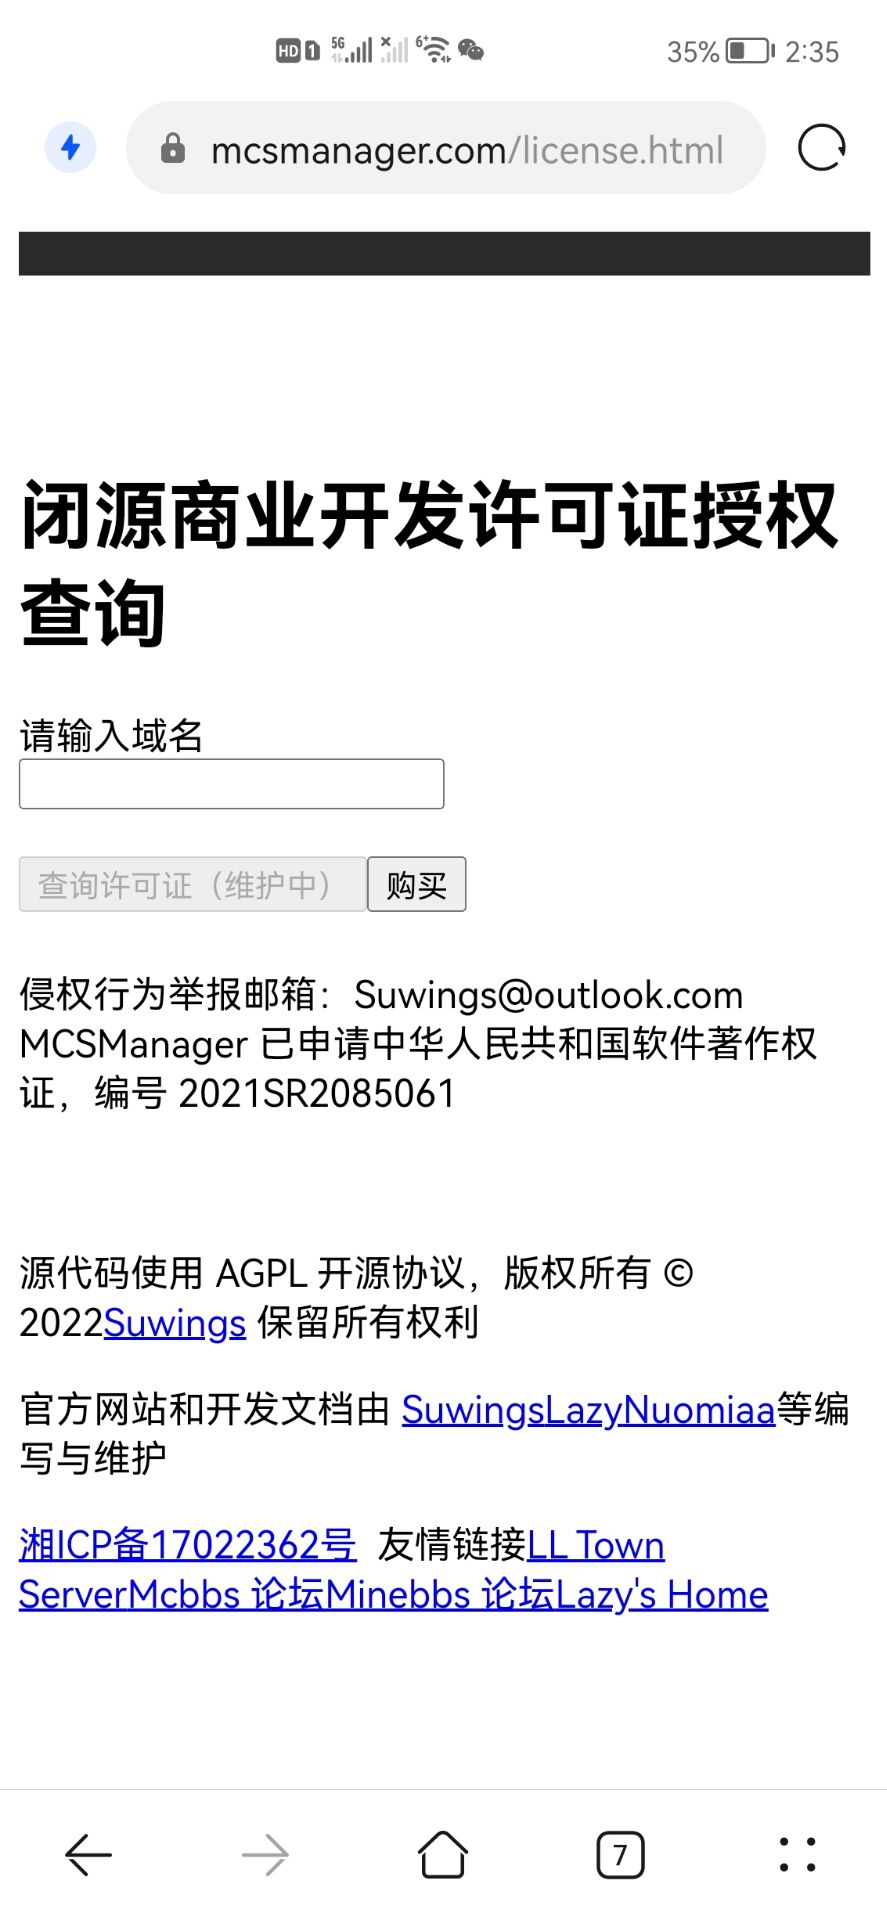 HD 1 5G 6+ 35% 2:35
mcsmanager.com/license.html
闭源商业开发许可证授权
查询
请输入域名
查询许可证（维护中） 购买
侵权行为举报邮箱：Suwings@outlook.com
MCSManager 已申请中华人民共和国软件著作权
证，编号 2021SR2085061
源代码使用 AGPL 开源协议，版权所有 ©
2022Suwings 保留所有权利
官方网站和开发文档由 SuwingsLazyNuomiaa等编
写与维护
湘ICP备17022362号 友情链接LL Town
ServerMcbbs 论坛Minebbs 论坛Lazy's Home
7